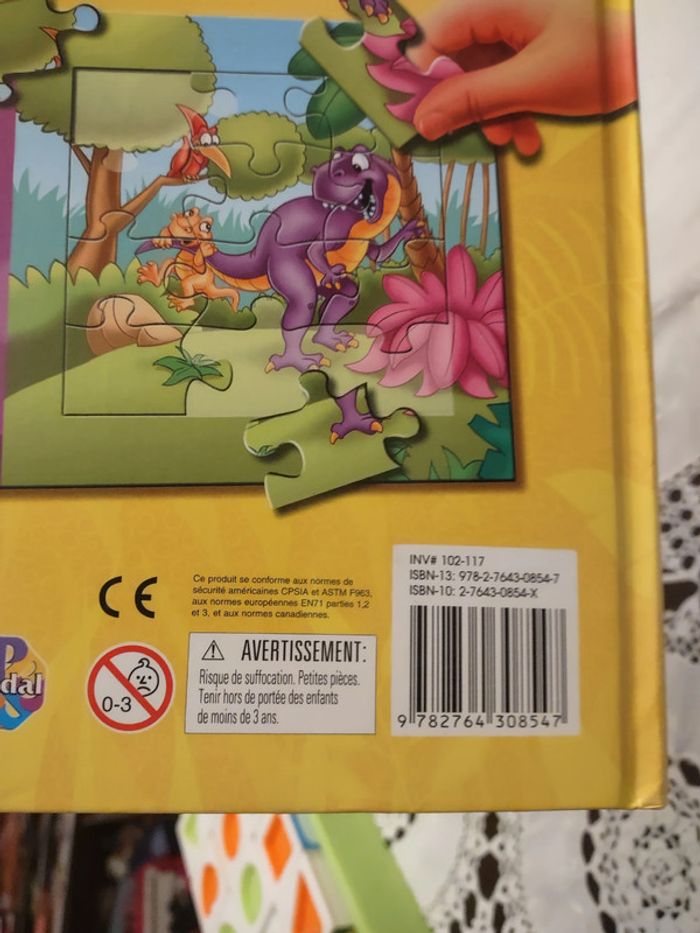 INV# 102-117
ISBN-13: 978-2-7643-0854-7
ISBN-10: 2-7643-0854-X
9 782764 308547
CE
Ce produit se conforme aux normes de
sécurité américaines CPSIA et ASTM F963,
aux normes européennes EN71 parties 1,2
et 3, et aux normes canadiennes.
dal
0-3
AVERTISSEMENT:
Risque de suffocation. Petites pièces.
Tenir hors de portée des enfants
de moins de 3 ans.